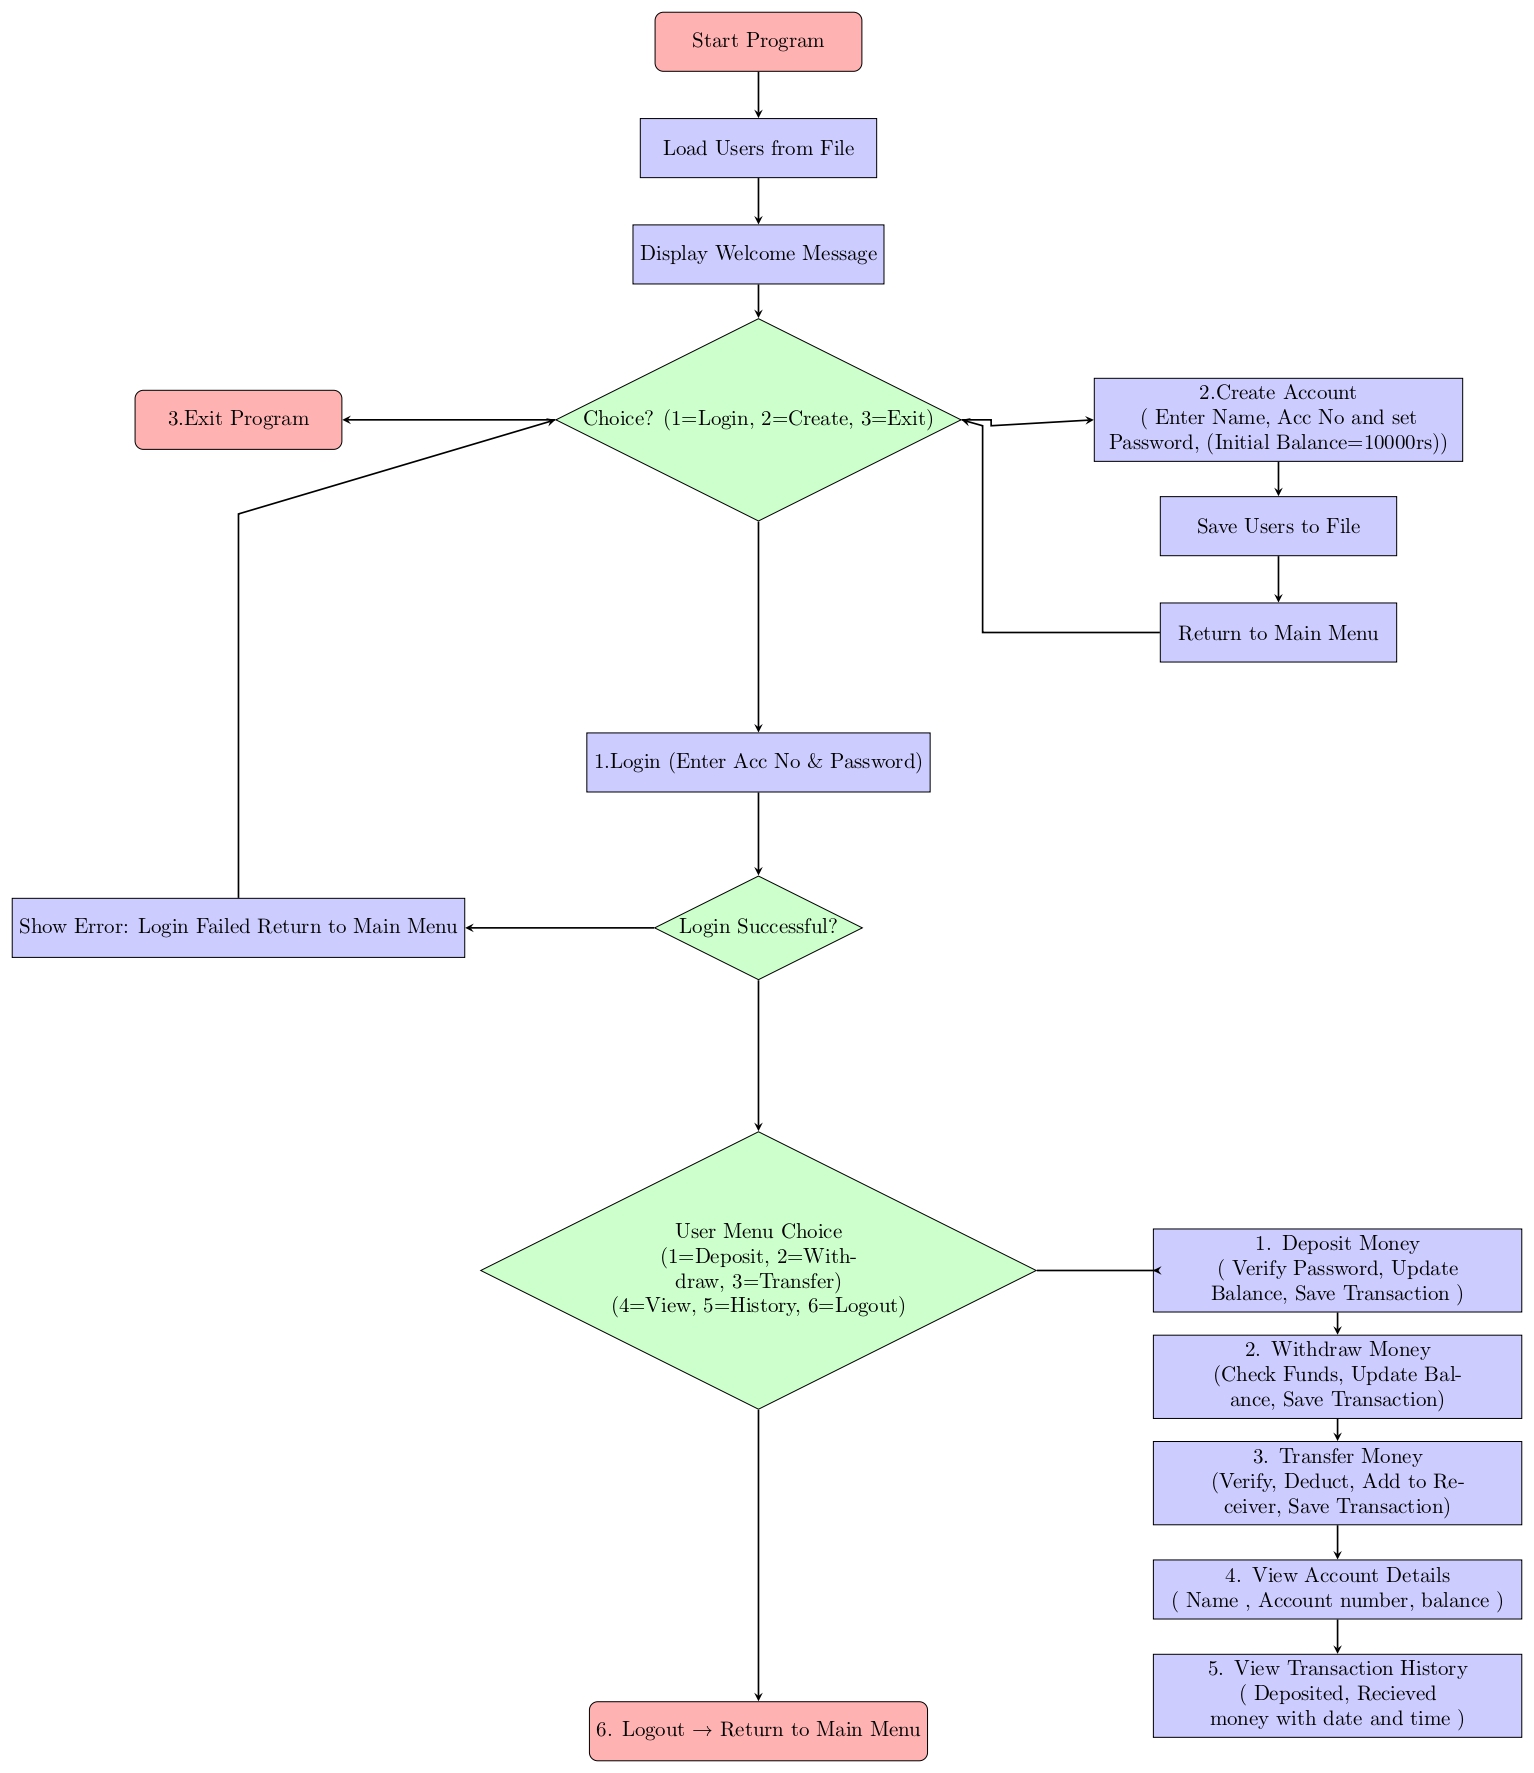 Start Program
Load Users from File
Display Welcome Message
Choice? (1=Login, 2=Create, 3=Exit)
3.Exit Program
2.Create Account
( Enter Name, Acc No and set
Password, (Initial Balance=10000rs))
Save Users to File
Return to Main Menu
1.Login (Enter Acc No & Password)
Login Successful?
Show Error: Login Failed Return to Main Menu
User Menu Choice
(1=Deposit, 2=With-
draw, 3=Transfer)
(4=View, 5=History, 6=Logout)
1. Deposit Money
( Verify Password, Update
Balance, Save Transaction )
2. Withdraw Money
(Check Funds, Update Bal-
ance, Save Transaction)
3. Transfer Money
(Verify, Deduct, Add to Re-
ceiver, Save Transaction)
4. View Account Details
( Name , Account number, balance )
5. View Transaction History
( Deposited, Recieved
money with date and time )
6. Logout → Return to Main Menu